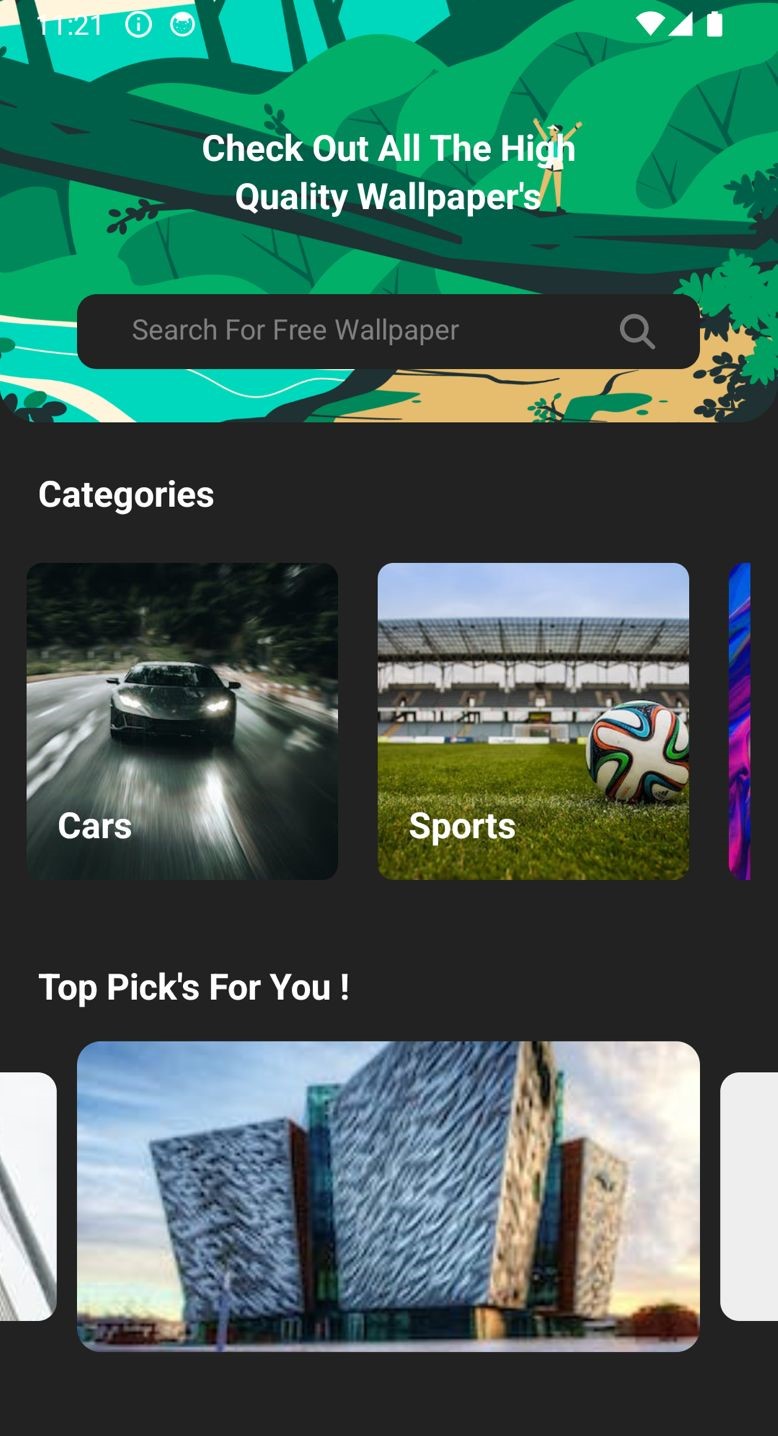 11:21
Check Out All The High
Quality Wallpaper's
Search For Free Wallpaper
Categories
Cars
Sports
Top Pick's For You !